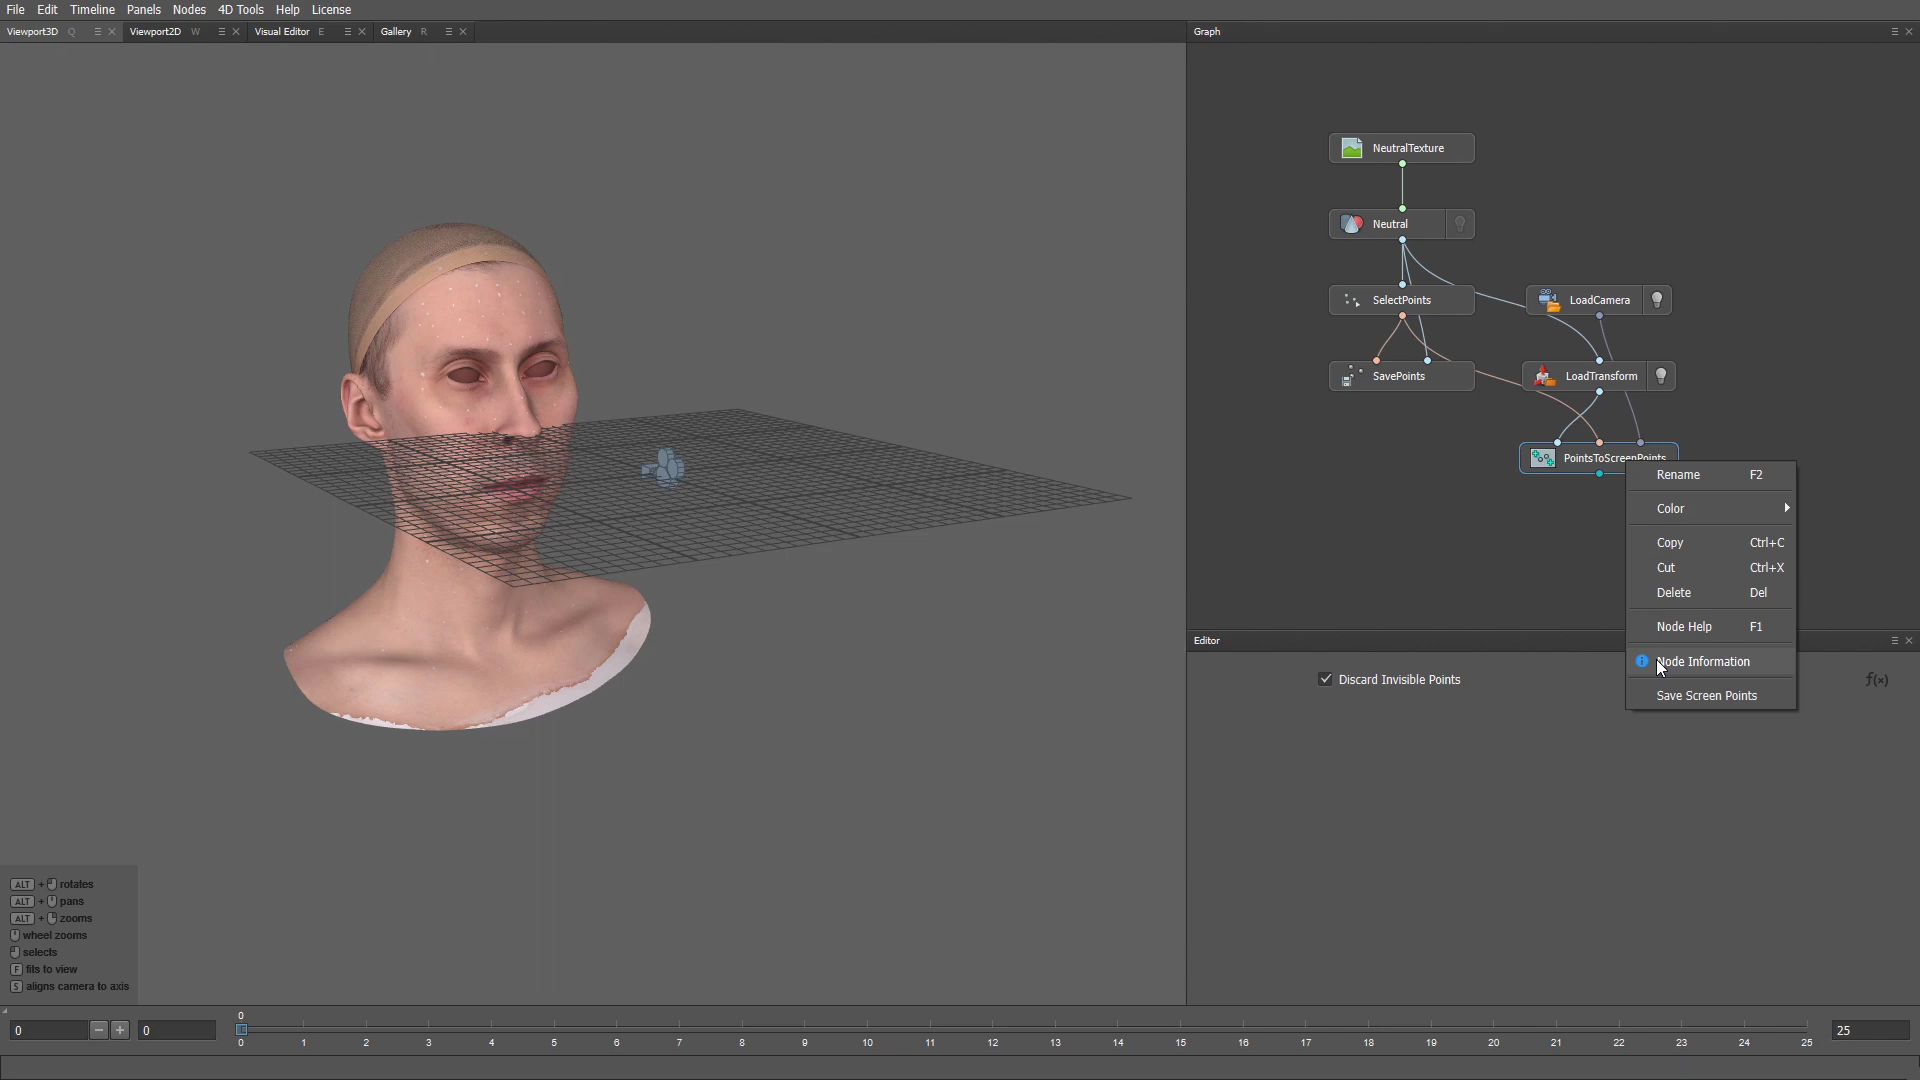 File Edit Timeline Panels Nodes 4D Tools Help License
Viewport3D Q Viewport2D W Visual Editor E Gallery R
Graph
NeutralTexture
Neutral
SelectPoints
LoadCamera
SavePoints
LoadTransform
PointsToScreenPoints
Rename F2
Color
Copy Ctrl+C
Cut Ctrl+X
Delete Del
Node Help F1
Node Information
Save Screen Points
Editor
Discard Invisible Points
f(x)
ALT + rotates
ALT + pans
ALT + zooms
wheel zooms
selects
F fits to view
S aligns camera to axis
0 0 0 25
0 1 2 3 4 5 6 7 8 9 10 11 12 13 14 15 16 17 18 19 20 21 22 23 24 25